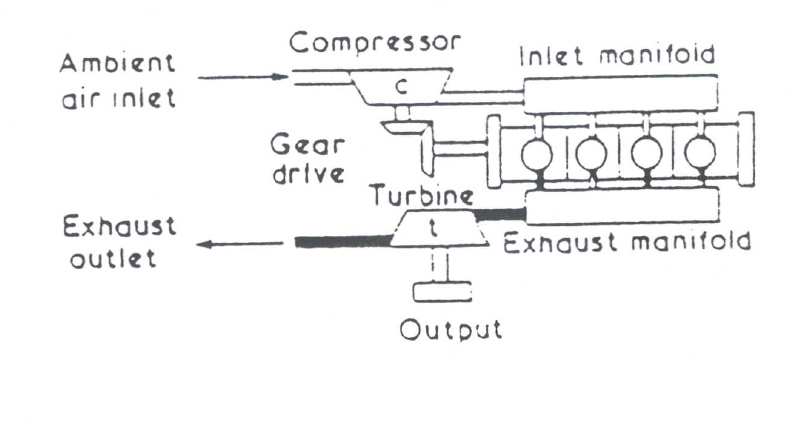 Compressor
Inlet manifold
Ambient
air inlet
c
Gear
drive
Turbine
t
Exhaust
outlet
Exhaust manifold
Output